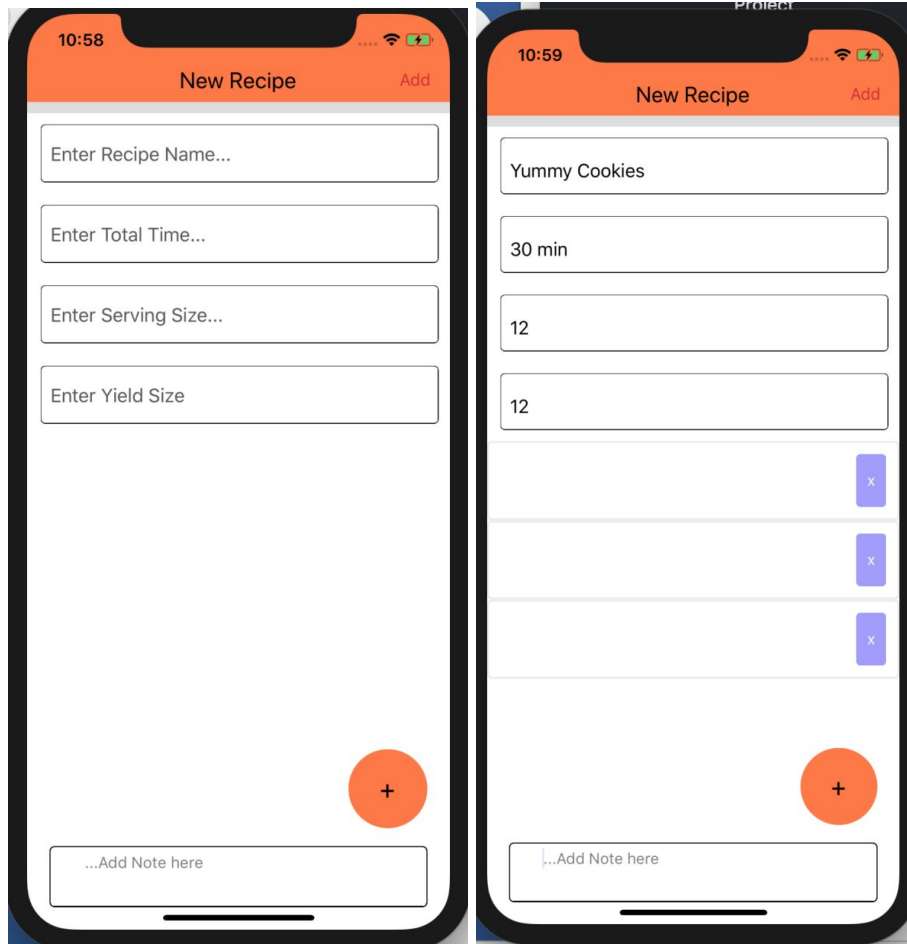 10:58
New Recipe
Add
Enter Recipe Name...
Enter Total Time...
Enter Serving Size...
Enter Yield Size
+
...Add Note here
Project
10:59
New Recipe
Add
Yummy Cookies
30 min
12
12
x
x
x
+
...Add Note here